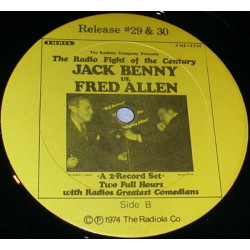 Release #29 & 30
The Radiola Company Presents
The Radio Fight of the Century
JACK BENNY
vs.
FRED ALLEN
·A 2-Record Set·
Two Full Hours
with Radios Greatest Comedians
Side B
©℗1974 The Radiola Co.